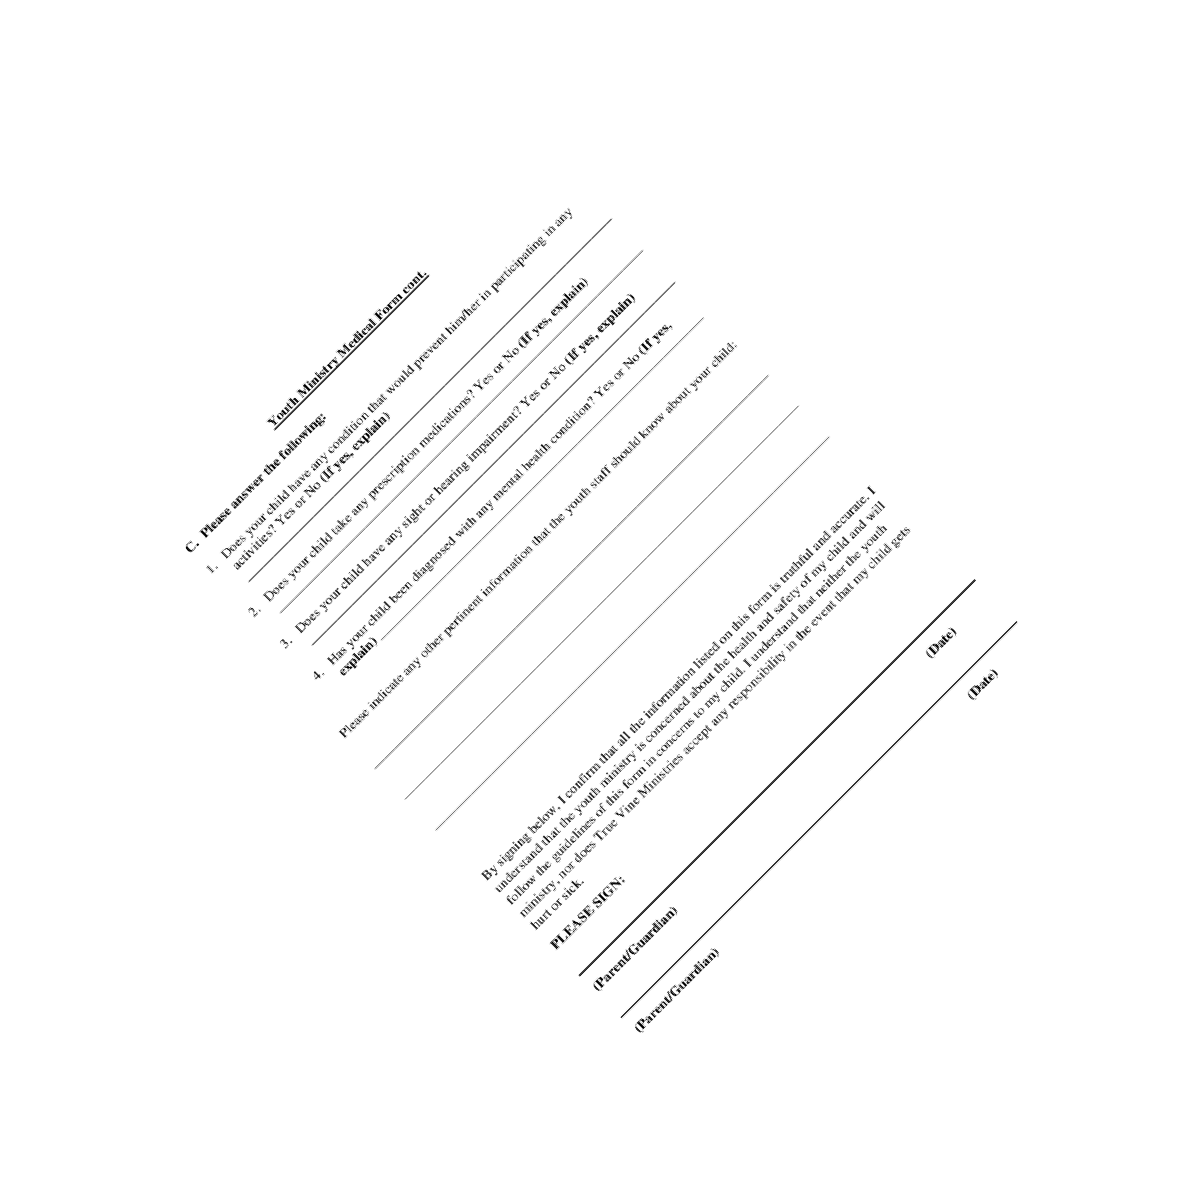 Youth Ministry Medical Form cont.
C. Please answer the following:
1. Does your child have any condition that would prevent him/her in participating in any
activities? Yes or No (If yes, explain)
2. Does your child take any prescription medications? Yes or No (If yes, explain)
3. Does your child have any sight or hearing impairment? Yes or No (If yes, explain)
4. Has your child been diagnosed with any mental health condition? Yes or No (If yes,
explain)
Please indicate any other pertinent information that the youth staff should know about your child:
By signing below, I confirm that all the information listed on this form is truthful and accurate. I
understand that the youth ministry is concerned about the health and safety of my child and will
follow the guidelines of this form in concerns to my child. I understand that neither the youth
ministry, nor does True Vine Ministries accept any responsibility in the event that my child gets
hurt or sick.
PLEASE SIGN:
(Parent/Guardian) (Date)
(Parent/Guardian) (Date)